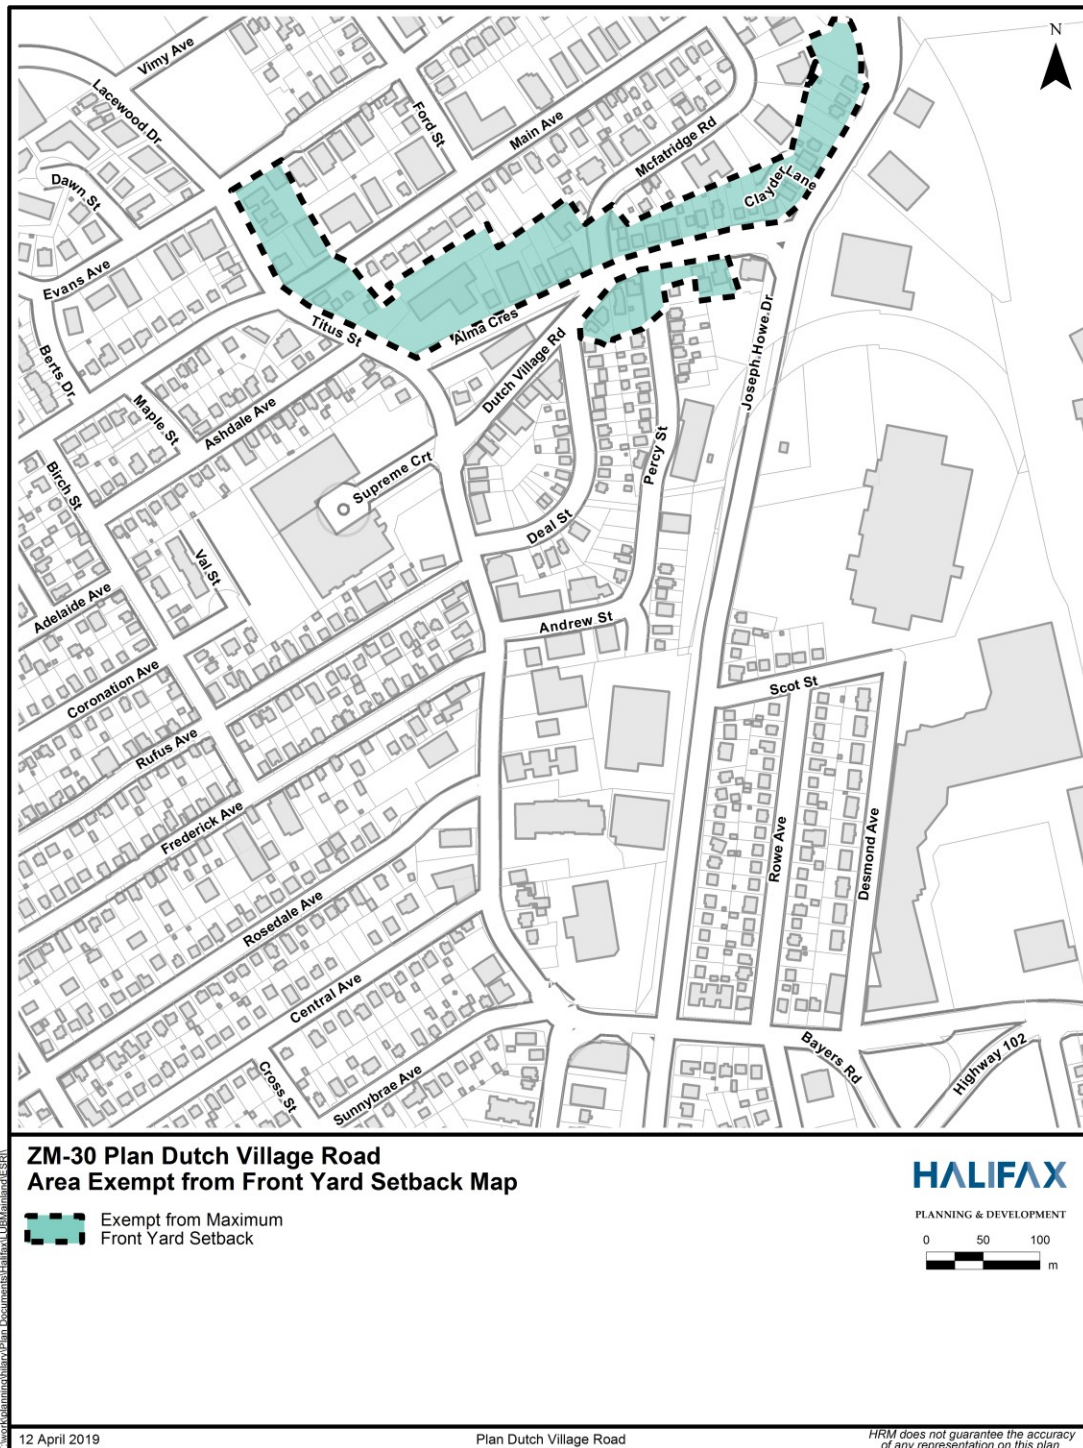 N
Vimy Ave
Lacewood Dr
Ford St
Main Ave
Mcfatridge Rd
Dawn St
Clayder Lane
Evans Ave
Titus St
Alma Cres
Dutch Village Rd
Joseph Howe Dr
Berts Dr
Maple St
Ashdale Ave
Percy St
Birch St
Supreme Crt
Deal St
Val St
Adelaide Ave
Andrew St
Coronation Ave
Scot St
Rufus Ave
Frederick Ave
Rowe Ave
Desmond Ave
Rosedale Ave
Central Ave
Cross St
Sunnybrae Ave
Bayers Rd
Highway 102
ZM-30 Plan Dutch Village Road
Area Exempt from Front Yard Setback Map
Exempt from Maximum
Front Yard Setback
HALIFAX
PLANNING & DEVELOPMENT
0 50 100
m
12 April 2019
Plan Dutch Village Road
HRM does not guarantee the accuracy
of any representation on this plan